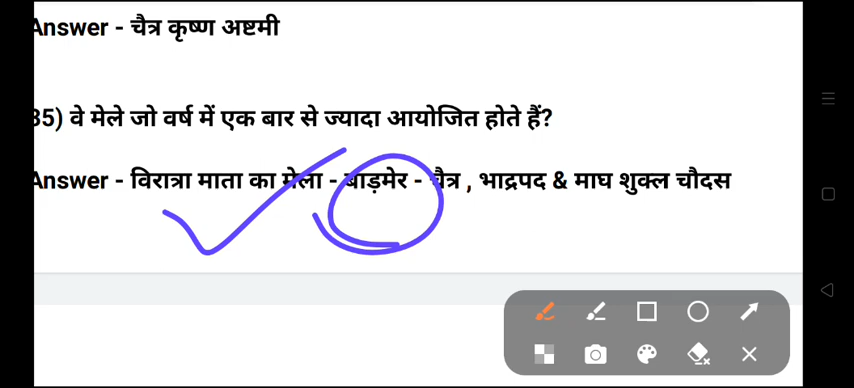 Answer - चैत्र कृष्ण अष्टमी
35) वे मेले जो वर्ष में एक बार से ज्यादा आयोजित होते हैं?
Answer - विरात्रा माता का मेला - बाड़मेर - चैत्र , भाद्रपद & माघ शुक्ल चौदस